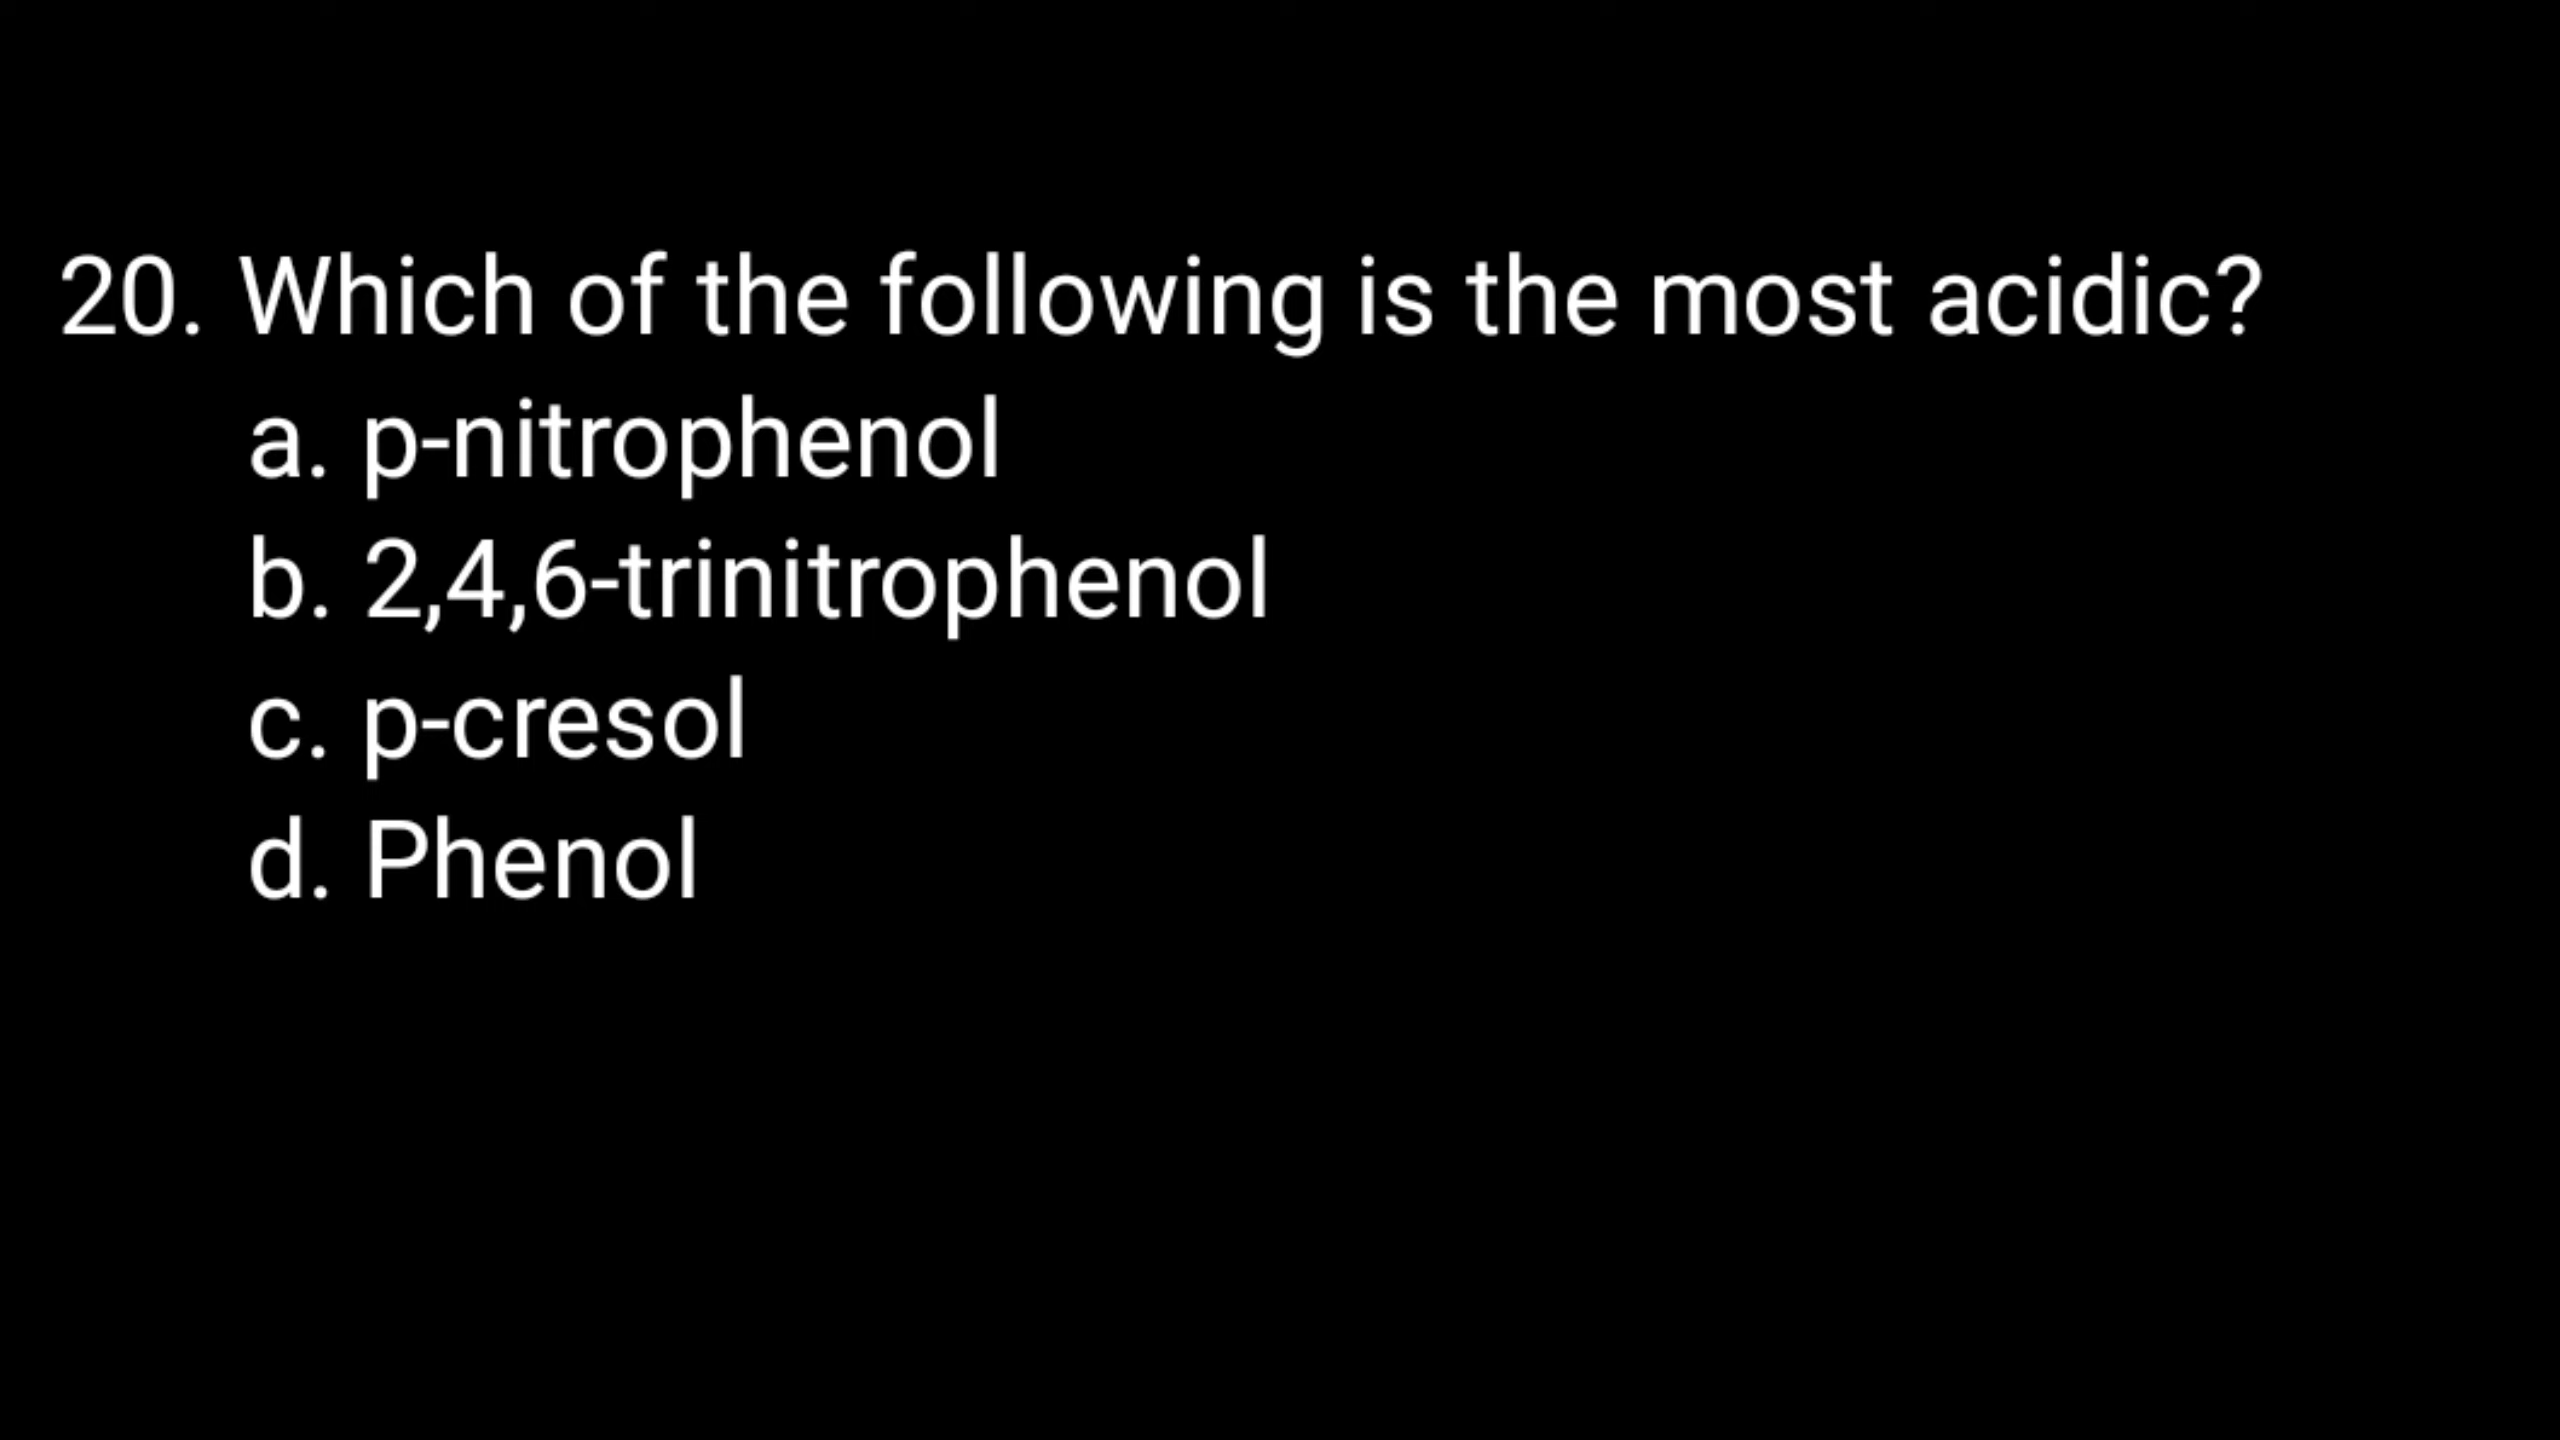 20. Which of the following is the most acidic?
a. p-nitrophenol
b. 2,4,6-trinitrophenol
c. p-cresol
d. Phenol